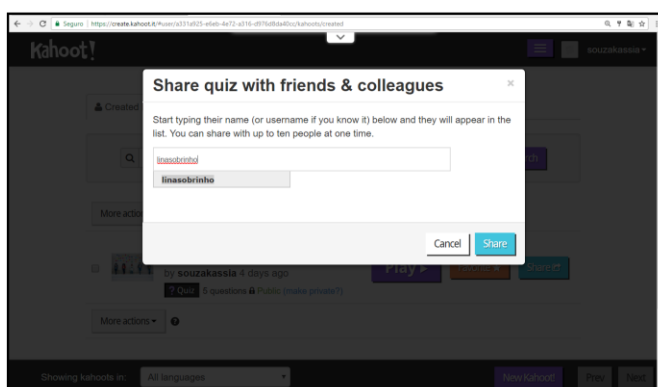 Seguro https://create.kahoot.it/#user/a331a925-e6eb-4e72-a316-d976d8da40cc/kahoots/created
Kahoot!
souzakassia
Share quiz with friends & colleagues ×
Created
Start typing their name (or username if you know it) below and they will appear in the
list. You can share with up to ten people at one time.
linasobrinho
linasobrinho
More actio
Cancel Share
by souzakassia 4 days ago
Play
Share
? Quiz 5 questions Public (make private?)
More actions
Showing kahoots in: All languages New Kahoot! Prev Next